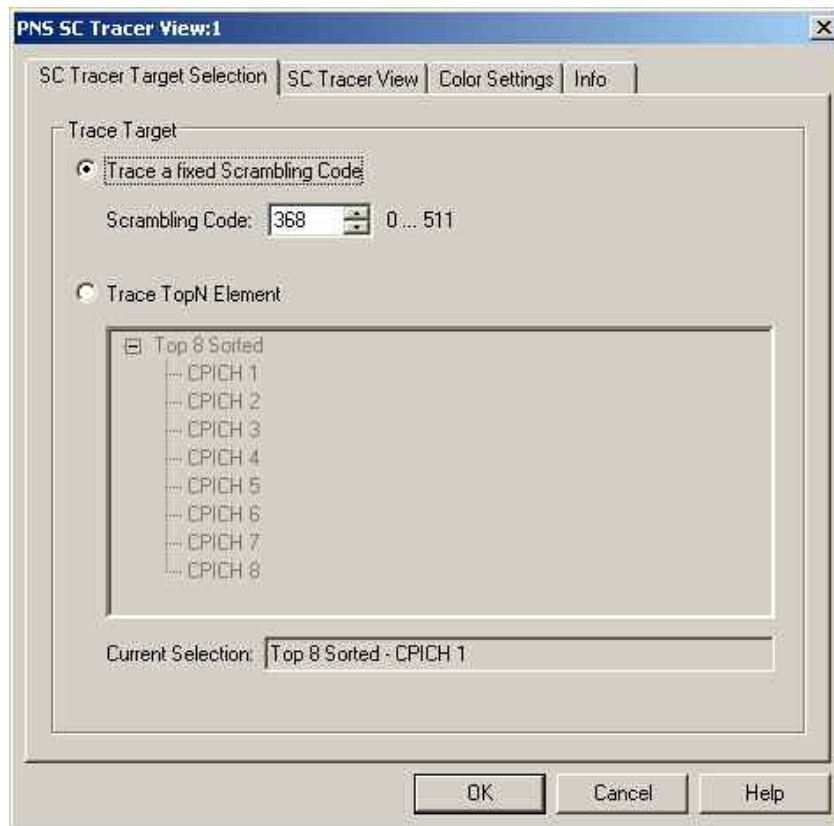 PNS SC Tracer View:1
SC Tracer Target Selection SC Tracer View Color Settings Info
Trace Target
Trace a fixed Scrambling Code
Scrambling Code: 368 0 ... 511
Trace TopN Element
Top 8 Sorted
CPICH 1
CPICH 2
CPICH 3
CPICH 4
CPICH 5
CPICH 6
CPICH 7
CPICH 8
Current Selection: Top 8 Sorted - CPICH 1
OK Cancel Help